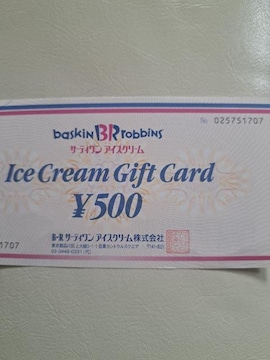 № 025751707
baskin BR robbins
サーティワン アイスクリーム
Ice Cream Gift Card
¥500
B-R サーティワン アイスクリーム株式会社
1707